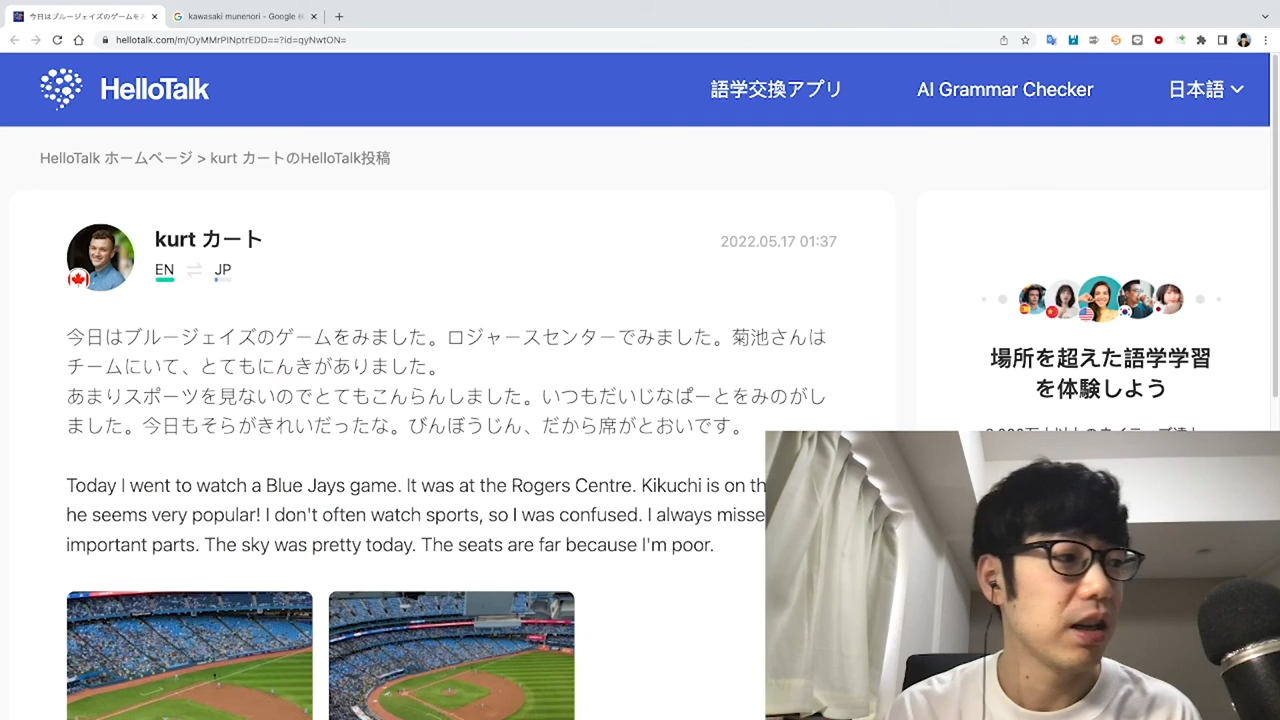 今日はブルージェイズのゲームをみ
kawasaki munenori - Google
hellotalk.com/m/OyMMrPINptrEDD==?id=qyNwtON=
HelloTalk
語学交換アプリ
AI Grammar Checker
日本語
HelloTalk ホームページ > kurt カートのHelloTalk投稿
kurt カート
2022.05.17 01:37
EN
JP
今日はブルージェイズのゲームをみました。ロジャースセンターでみました。菊池さんは
チームにいて、とてもにんきがありました。
あまりスポーツを見ないのでとてもこんらんしました。いつもだいじなぱーとをみのがし
ました。今日もそらがきれいだったな。びんぼうじん、だから席がとおいです。
Today I went to watch a Blue Jays game. It was at the Rogers Centre. Kikuchi is on th
he seems very popular! I don't often watch sports, so I was confused. I always misse
important parts. The sky was pretty today. The seats are far because I'm poor.
場所を超えた語学学習
を体験しよう